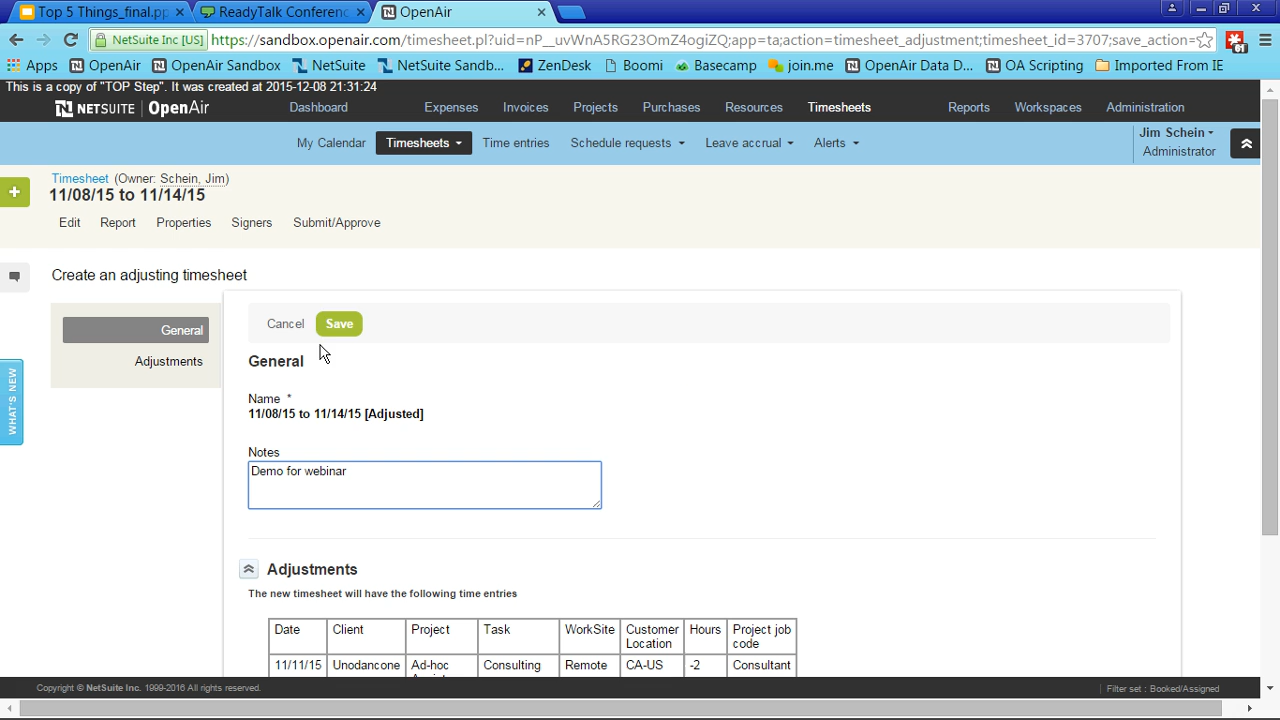 Top 5 Things_final.pp
ReadyTalk Conferenc
OpenAir
NetSuite Inc [US]
https://sandbox.openair.com/timesheet.pl?uid=nP__uvWnA5RG23OmZ4ogiZQ;app=ta;action=timesheet_adjustment;timesheet_id=3707;save_action=
61
Apps
OpenAir
OpenAir Sandbox
NetSuite
NetSuite Sandb...
ZenDesk
Boomi
Basecamp
join.me
OpenAir Data D...
OA Scripting
Imported From IE
This is a copy of "TOP Step". It was created at 2015-12-08 21:31:24
NETSUITE OpenAir
Dashboard
Expenses
Invoices
Projects
Purchases
Resources
Timesheets
Reports
Workspaces
Administration
My Calendar
Timesheets
Time entries
Schedule requests
Leave accrual
Alerts
Jim Schein
Administrator
Timesheet (Owner: Schein, Jim)
11/08/15 to 11/14/15
Edit
Report
Properties
Signers
Submit/Approve
Create an adjusting timesheet
General
Adjustments
WHAT'S NEW
Cancel
Save
General
Name *
11/08/15 to 11/14/15 [Adjusted]
Notes
Demo for webinar
Adjustments
The new timesheet will have the following time entries
Date Client Project Task WorkSite Customer Location Hours Project job code
11/11/15 Unodancone Ad-hoc Consulting Remote CA-US -2 Consultant
Copyright © NetSuite Inc. 1999-2016 All rights reserved.
Filter set : Booked/Assigned